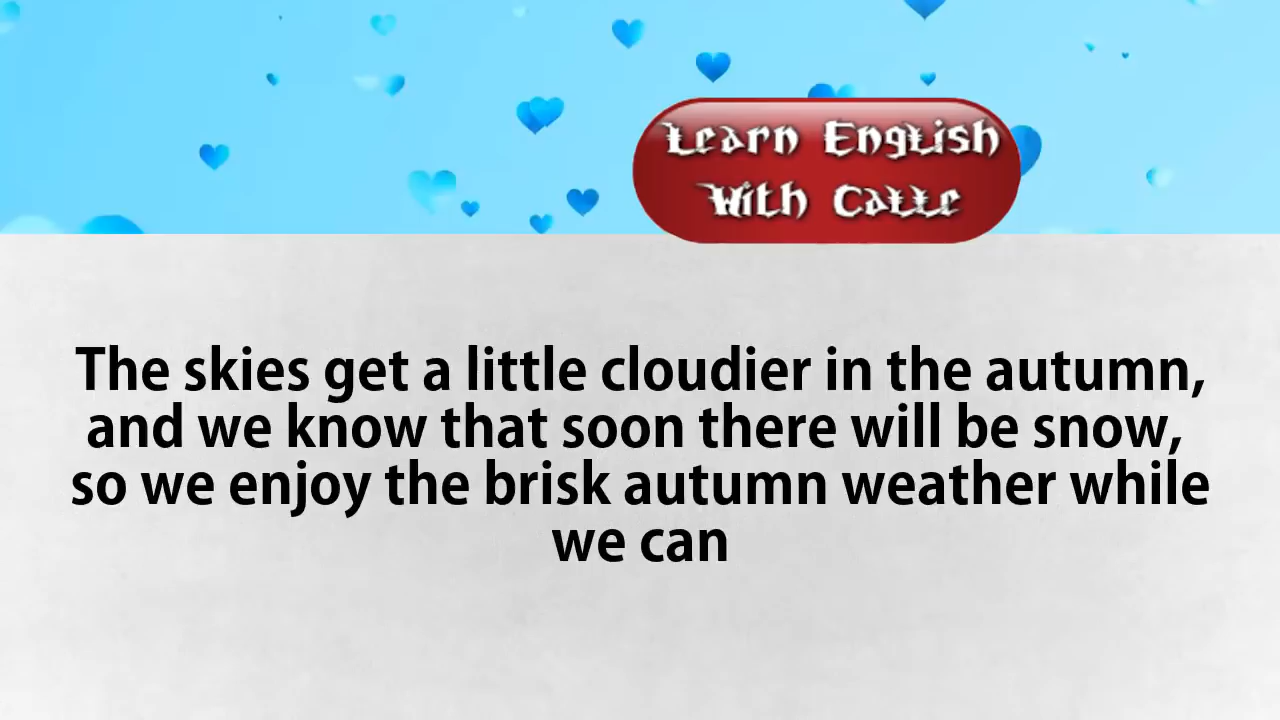 Learn English
With Catte
The skies get a little cloudier in the autumn,
and we know that soon there will be snow,
so we enjoy the brisk autumn weather while
we can